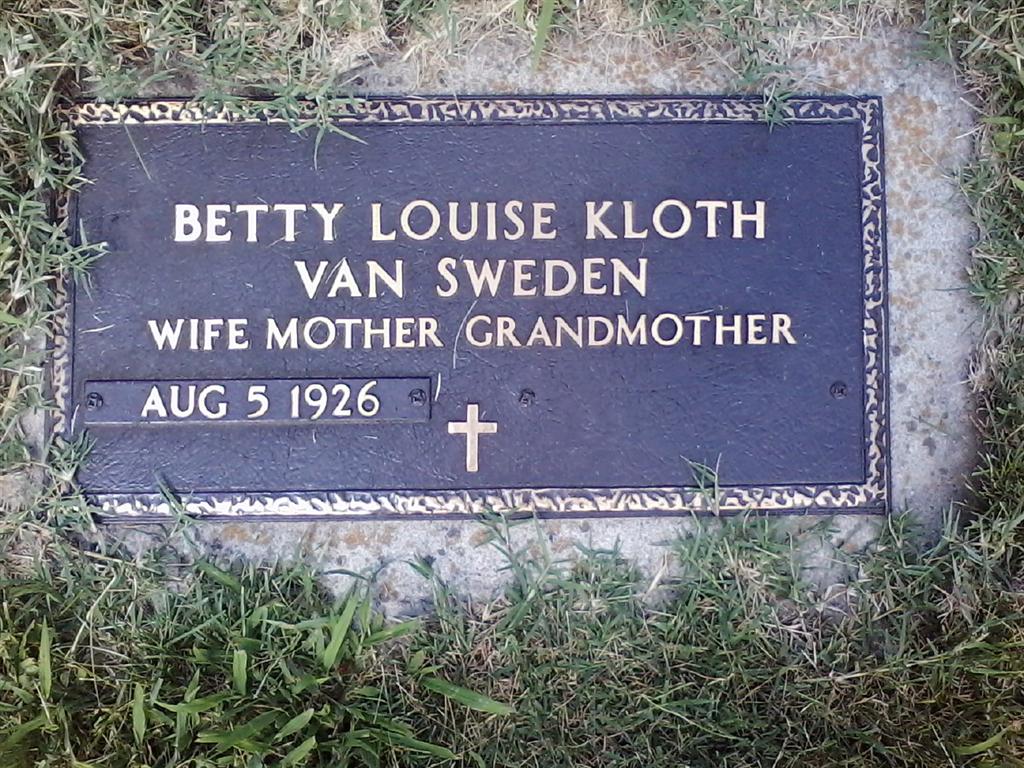 BETTY LOUISE KLOTH
VAN SWEDEN
WIFE MOTHER GRANDMOTHER
AUG 5 1926